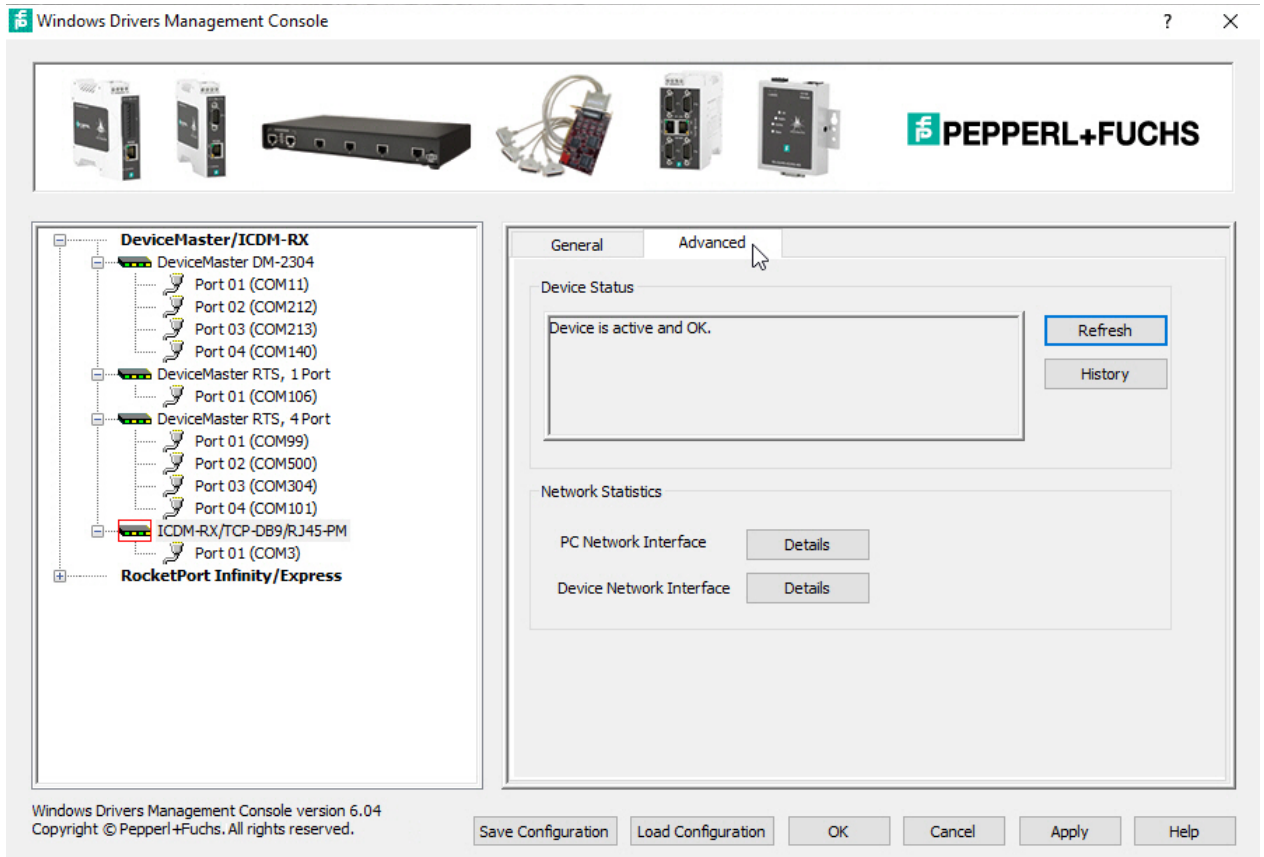 Windows Drivers Management Console
PEPPERL+FUCHS
DeviceMaster/ICDM-RX
DeviceMaster DM-2304
Port 01 (COM11)
Port 02 (COM212)
Port 03 (COM213)
Port 04 (COM140)
DeviceMaster RTS, 1 Port
Port 01 (COM106)
DeviceMaster RTS, 4 Port
Port 01 (COM99)
Port 02 (COM500)
Port 03 (COM304)
Port 04 (COM101)
ICDM-RX/TCP-DB9/RJ45-PM
Port 01 (COM3)
RocketPort Infinity/Express
General Advanced
Device Status
Device is active and OK.
Refresh
History
Network Statistics
PC Network Interface Details
Device Network Interface Details
Windows Drivers Management Console version 6.04
Copyright © Pepperl+Fuchs. All rights reserved.
Save Configuration Load Configuration OK Cancel Apply Help